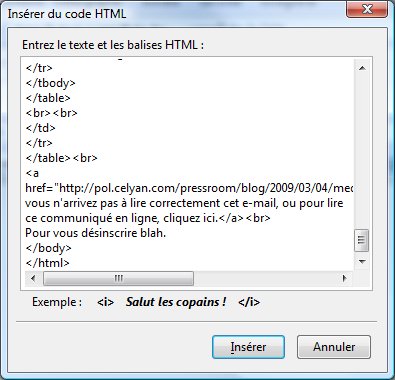 Insérer du code HTML
Entrez le texte et les balises HTML :
</tr>
</tbody>
</table>
<br><br>
</td>
</tr>
</table><br>
<a
href="http://pol.celyan.com/pressroom/blog/2009/03/04/med
vous n'arrivez pas à lire correctement cet e-mail, ou pour lire
ce communiqué en ligne, cliquez ici.</a><br>
Pour vous désinscrire blah.
</body>
</html>
Exemple : <i> Salut les copains ! </i>
Insérer Annuler